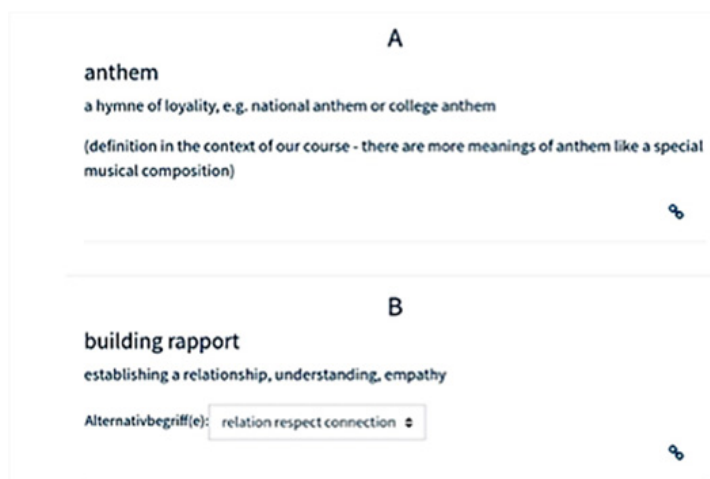 A
anthem
a hymne of loyality, e.g. national anthem or college anthem
(definition in the context of our course - there are more meanings of anthem like a special
musical composition)
B
building rapport
establishing a relationship, understanding, empathy
Alternativbegriff(e): relation respect connection